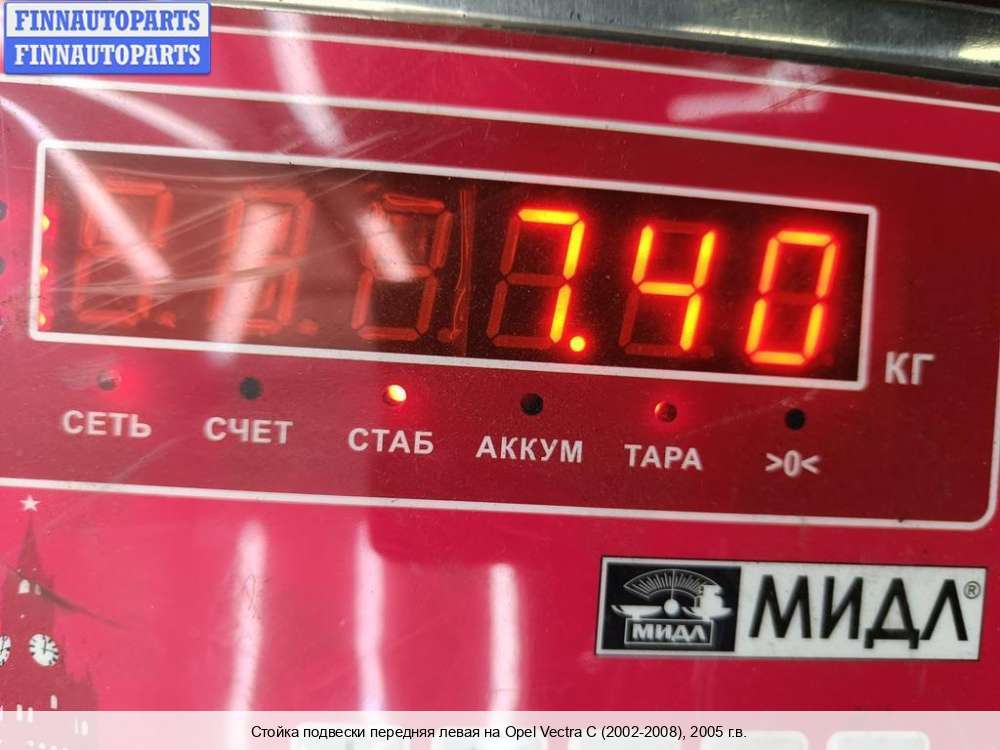 FINNAUTOPARTS
FINNAUTOPARTS
7.40
КГ
СЕТЬ СЧЕТ СТАБ АККУМ ТАРА >0<
МИДЛ МИДЛ®
Стойка подвески передняя левая на Opel Vectra C (2002-2008), 2005 г.в.